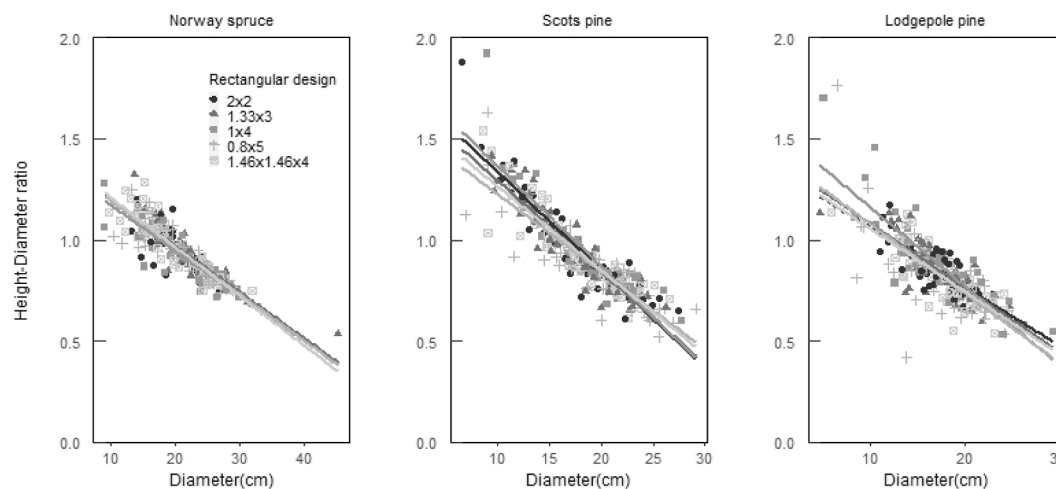 Norway spruce
Scots pine
Lodgepole pine
Height-Diameter ratio
2.0
1.5
1.0
0.5
0.0
Rectangular design
2x2
1.33x3
1x4
0.8x5
1.46x1.46x4
10 20 30 40
Diameter(cm)
2.0
1.5
1.0
0.5
0.0
10 15 20 25 30
Diameter(cm)
2.0
1.5
1.0
0.5
0.0
10 20 3
Diameter(cm)